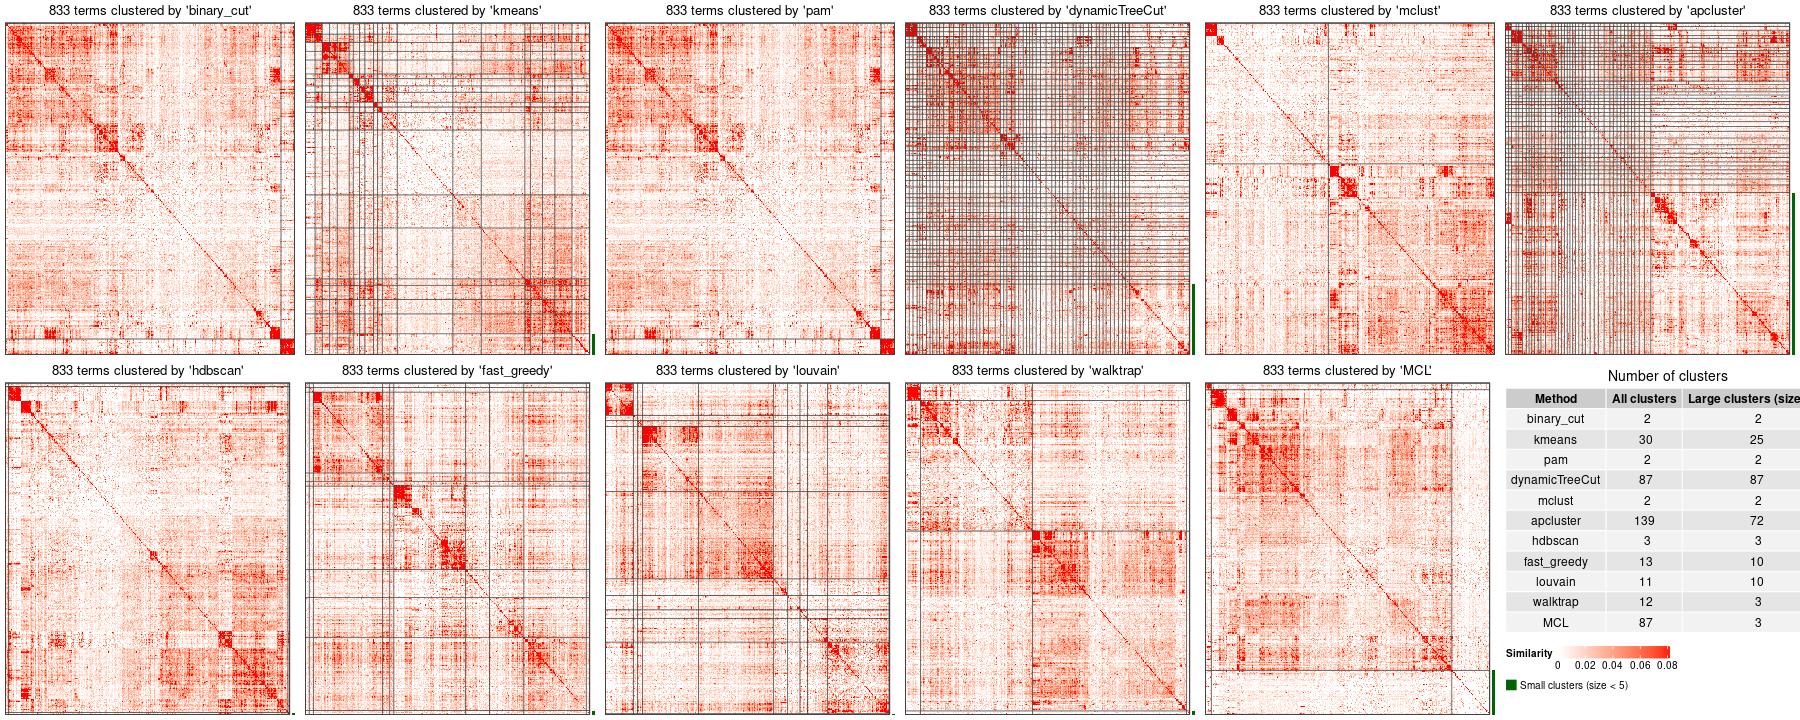 833 terms clustered by 'binary_cut'
833 terms clustered by 'kmeans'
833 terms clustered by 'pam'
833 terms clustered by 'dynamicTreeCut'
833 terms clustered by 'mclust'
833 terms clustered by 'apcluster'
833 terms clustered by 'hdbscan'
833 terms clustered by 'fast_greedy'
833 terms clustered by 'louvain'
833 terms clustered by 'walktrap'
833 terms clustered by 'MCL'
Number of clusters
Method All clusters Large clusters (size
binary_cut 2 2
kmeans 30 25
pam 2 2
dynamicTreeCut 87 87
mclust 2 2
apcluster 139 72
hdbscan 3 3
fast_greedy 13 10
louvain 11 10
walktrap 12 3
MCL 87 3
Similarity
0 0.02 0.04 0.06 0.08
Small clusters (size < 5)